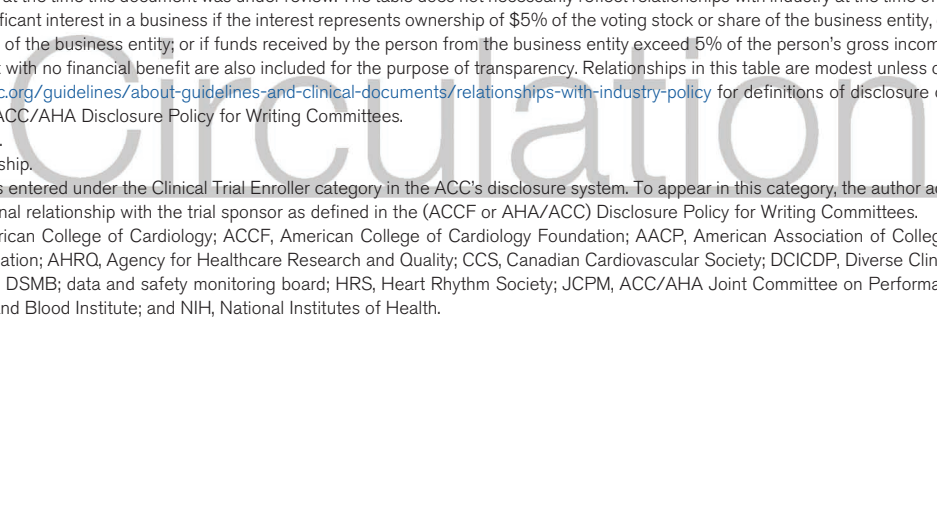 at the time this document was under review. The table does not necessarily reflect relationships with industry at the time of
ficant interest in a business if the interest represents ownership of $5% of the voting stock or share of the business entity,
of the business entity; or if funds received by the person from the business entity exceed 5% of the person's gross incom
with no financial benefit are also included for the purpose of transparency. Relationships in this table are modest unless
c.org/guidelines/about-guidelines-and-clinical-documents/relationships-with-industry-policy for definitions of disclosure
ACC/AHA Disclosure Policy for Writing Committees.
.
ship.
s entered under the Clinical Trial Enroller category in the ACC's disclosure system. To appear in this category, the author
nal relationship with the trial sponsor as defined in the (ACCF or AHA/ACC) Disclosure Policy for Writing Committees.
rican College of Cardiology; ACCF, American College of Cardiology Foundation; AACP, American Association of Colleg
ation; AHRQ, Agency for Healthcare Research and Quality; CCS, Canadian Cardiovascular Society; DCICDP, Diverse Clin
DSMB; data and safety monitoring board; HRS, Heart Rhythm Society; JCPM, ACC/AHA Joint Committee on Performa
nd Blood Institute; and NIH, National Institutes of Health.
Circulation